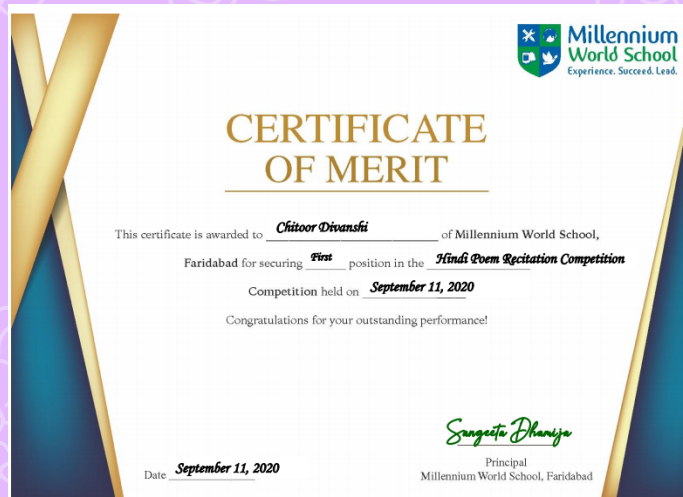 Millennium
World School
Experience. Succeed. Lead.
CERTIFICATE
OF MERIT
This certificate is awarded to Chitoor Divanshi of Millennium World School,
Faridabad for securing First position in the Hindi Poem Recitation Competition
Competition held on September 11, 2020
Congratulations for your outstanding performance!
Sangeeta Dhamija
Principal
Date September 11, 2020 Millennium World School, Faridabad